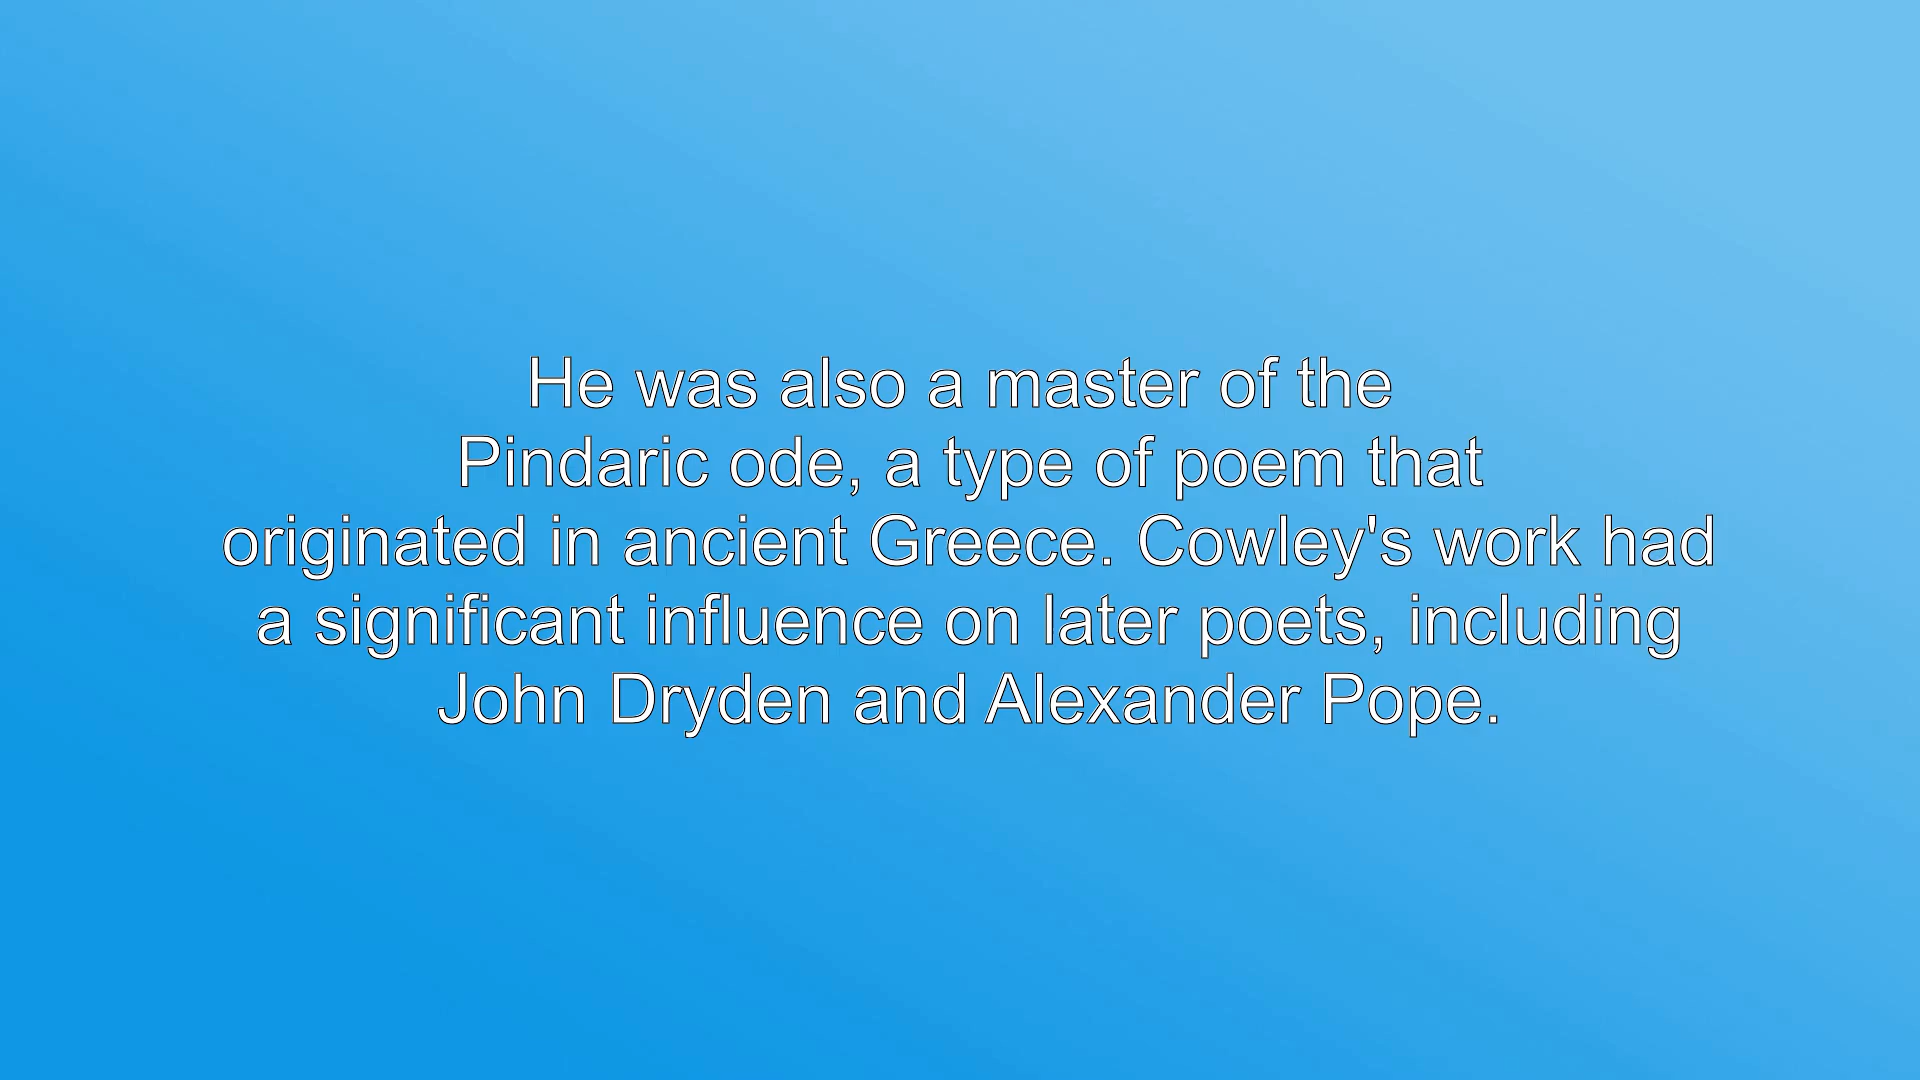 He was also a master of the
Pindaric ode, a type of poem that
originated in ancient Greece. Cowley's work had
a significant influence on later poets, including
John Dryden and Alexander Pope.